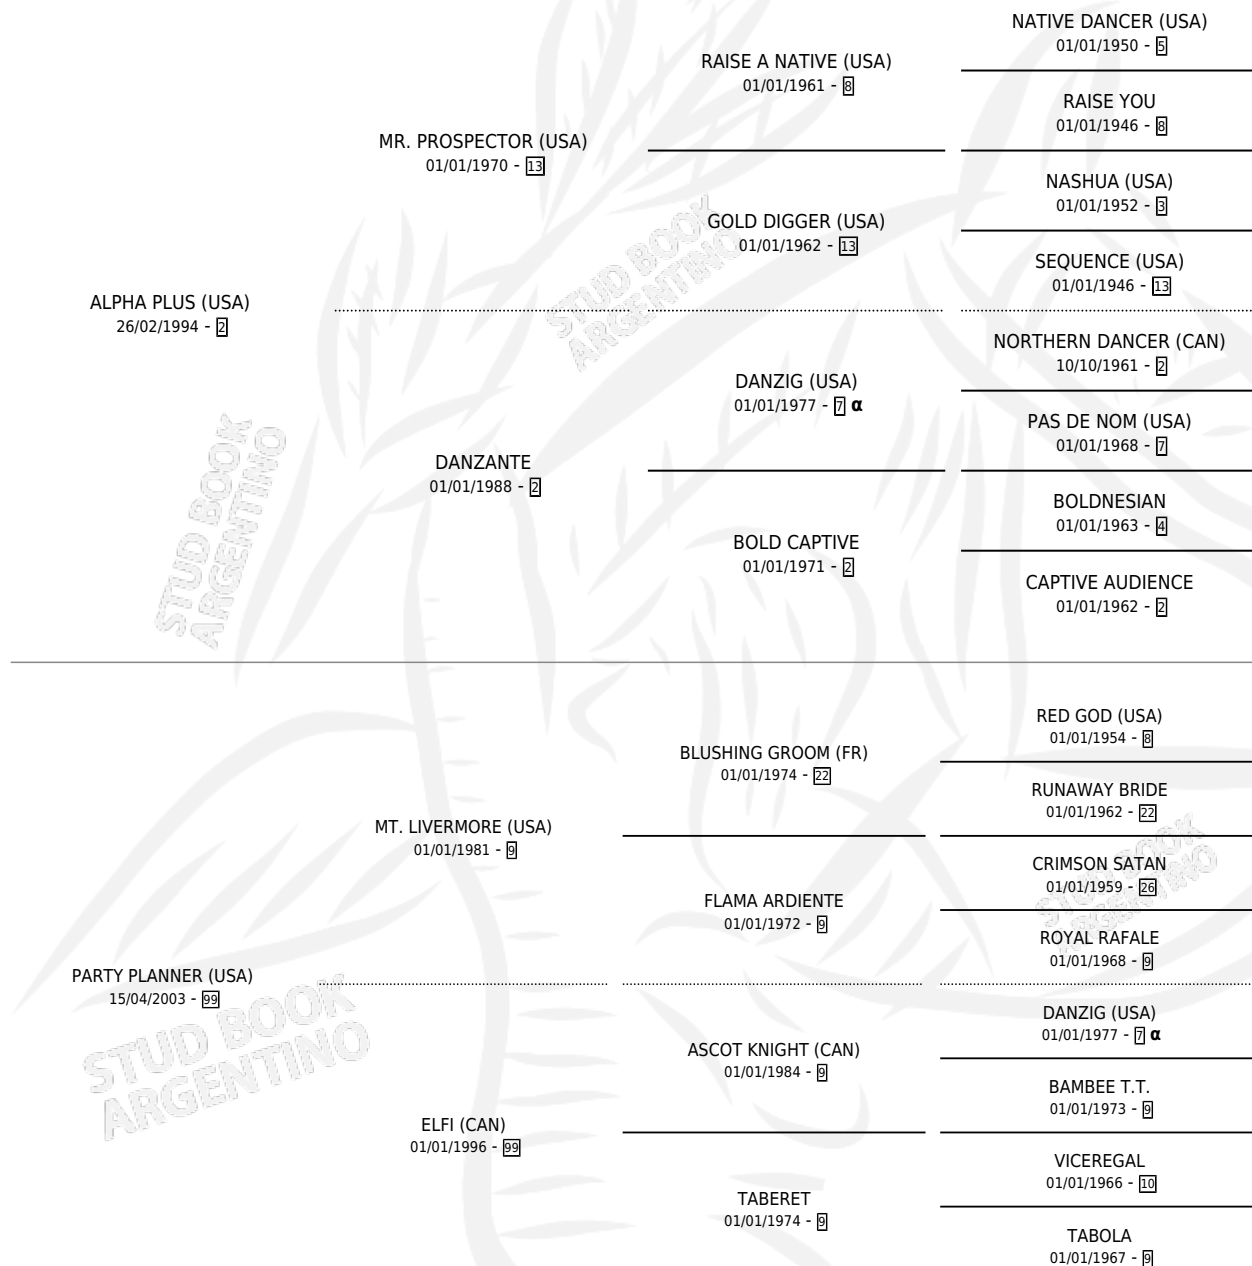 NATIVE DANCER (USA)
01/01/1950 - 5
RAISE A NATIVE (USA)
01/01/1961 - 8
RAISE YOU
01/01/1946 - 8
MR. PROSPECTOR (USA)
01/01/1970 - 13
NASHUA (USA)
01/01/1952 - 3
GOLD DIGGER (USA)
01/01/1962 - 13
SEQUENCE (USA)
01/01/1946 - 13
ALPHA PLUS (USA)
26/02/1994 - 2
NORTHERN DANCER (CAN)
10/10/1961 - 2
DANZIG (USA)
01/01/1977 - 7 α
PAS DE NOM (USA)
01/01/1968 - 7
DANZANTE
01/01/1988 - 2
BOLDNESIAN
01/01/1963 - 4
BOLD CAPTIVE
01/01/1971 - 2
CAPTIVE AUDIENCE
01/01/1962 - 2
RED GOD (USA)
01/01/1954 - 8
BLUSHING GROOM (FR)
01/01/1974 - 22
RUNAWAY BRIDE
01/01/1962 - 22
MT. LIVERMORE (USA)
01/01/1981 - 9
CRIMSON SATAN
01/01/1959 - 26
FLAMA ARDIENTE
01/01/1972 - 9
ROYAL RAFALE
01/01/1968 - 9
PARTY PLANNER (USA)
15/04/2003 - 99
DANZIG (USA)
01/01/1977 - 7 α
ASCOT KNIGHT (CAN)
01/01/1984 - 9
BAMBEE T.T.
01/01/1973 - 9
ELFI (CAN)
01/01/1996 - 99
VICEREGAL
01/01/1966 - 10
TABERET
01/01/1974 - 9
TABOLA
01/01/1967 - 9
STUD BOOK
ARGENTINO
STUD BOOK
ARGENTINO
STUD BOOK
ARGENTINO
STUD BOOK
ARGENTINO